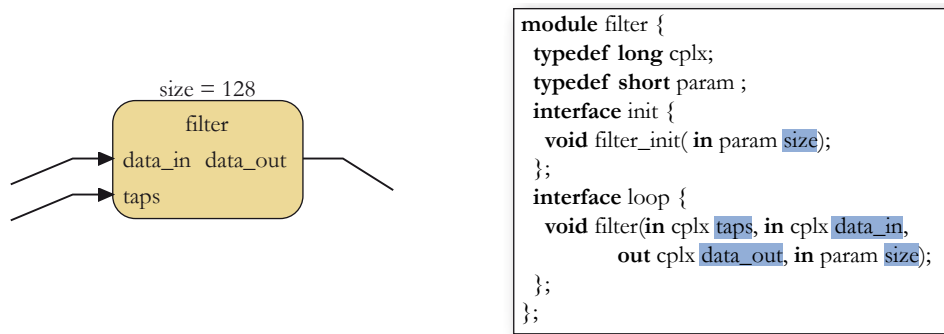 size = 128
filter
data_in data_out
taps
module filter {
typedef long cplx;
typedef short param ;
interface init {
void filter_init( in param size);
};
interface loop {
void filter(in cplx taps, in cplx data_in,
out cplx data_out, in param size);
};
};